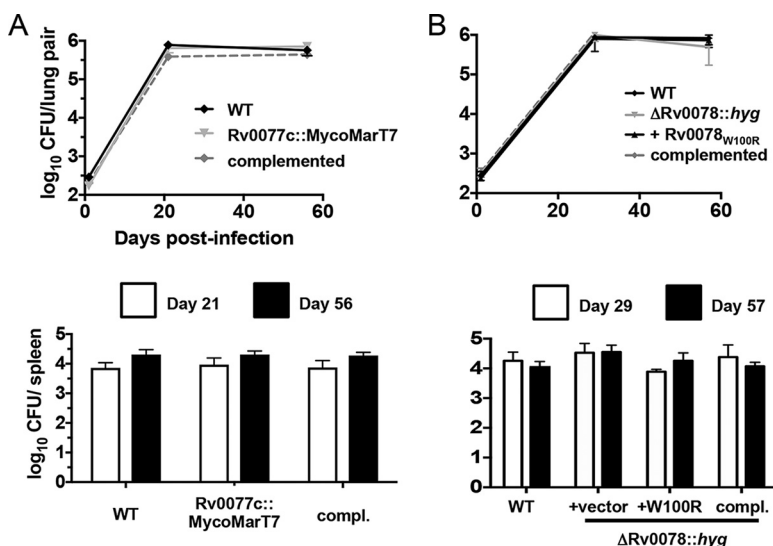 A
log10 CFU/lung pair
6
5
4
3
2
WT
Rv0077c::MycoMarT7
complemented
0
20
40
60
Days post-infection
Day 21
Day 56
log10 CFU/ spleen
5
4
3
2
1
0
WT
Rv0077c::
MycoMarT7
compl.
B
6
5
4
3
2
WT
ΔRv0078::hyg
+ Rv0078W100R
complemented
0
20
40
60
Day 29
Day 57
5
4
3
2
1
0
WT
+vector
+W100R
compl.
ΔRv0078::hyg